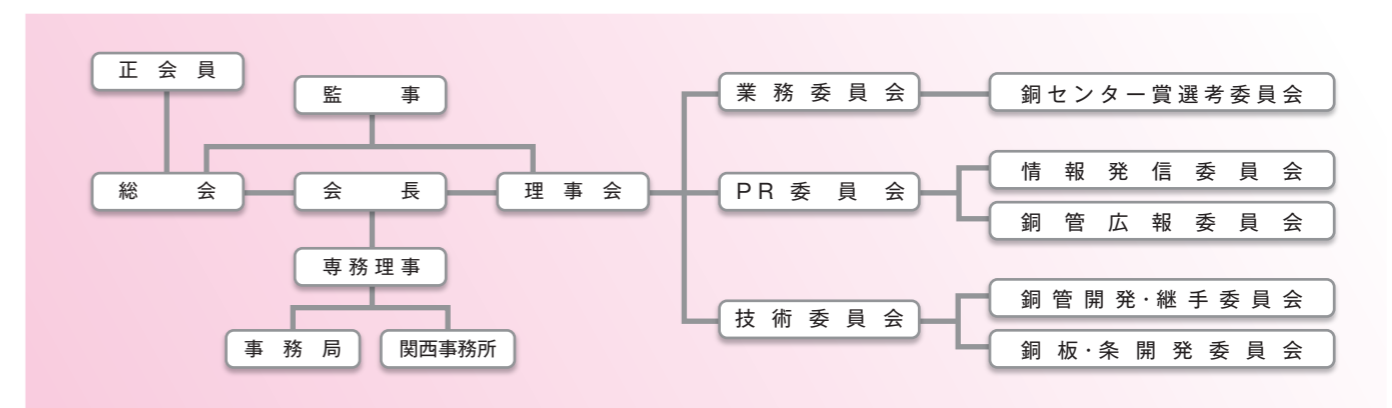 正会員
監事
総会
会長
理事会
専務理事
事務局
関西事務所
業務委員会
銅センター賞選考委員会
PR委員会
情報発信委員会
銅管広報委員会
技術委員会
銅管開発・継手委員会
銅板・条開発委員会